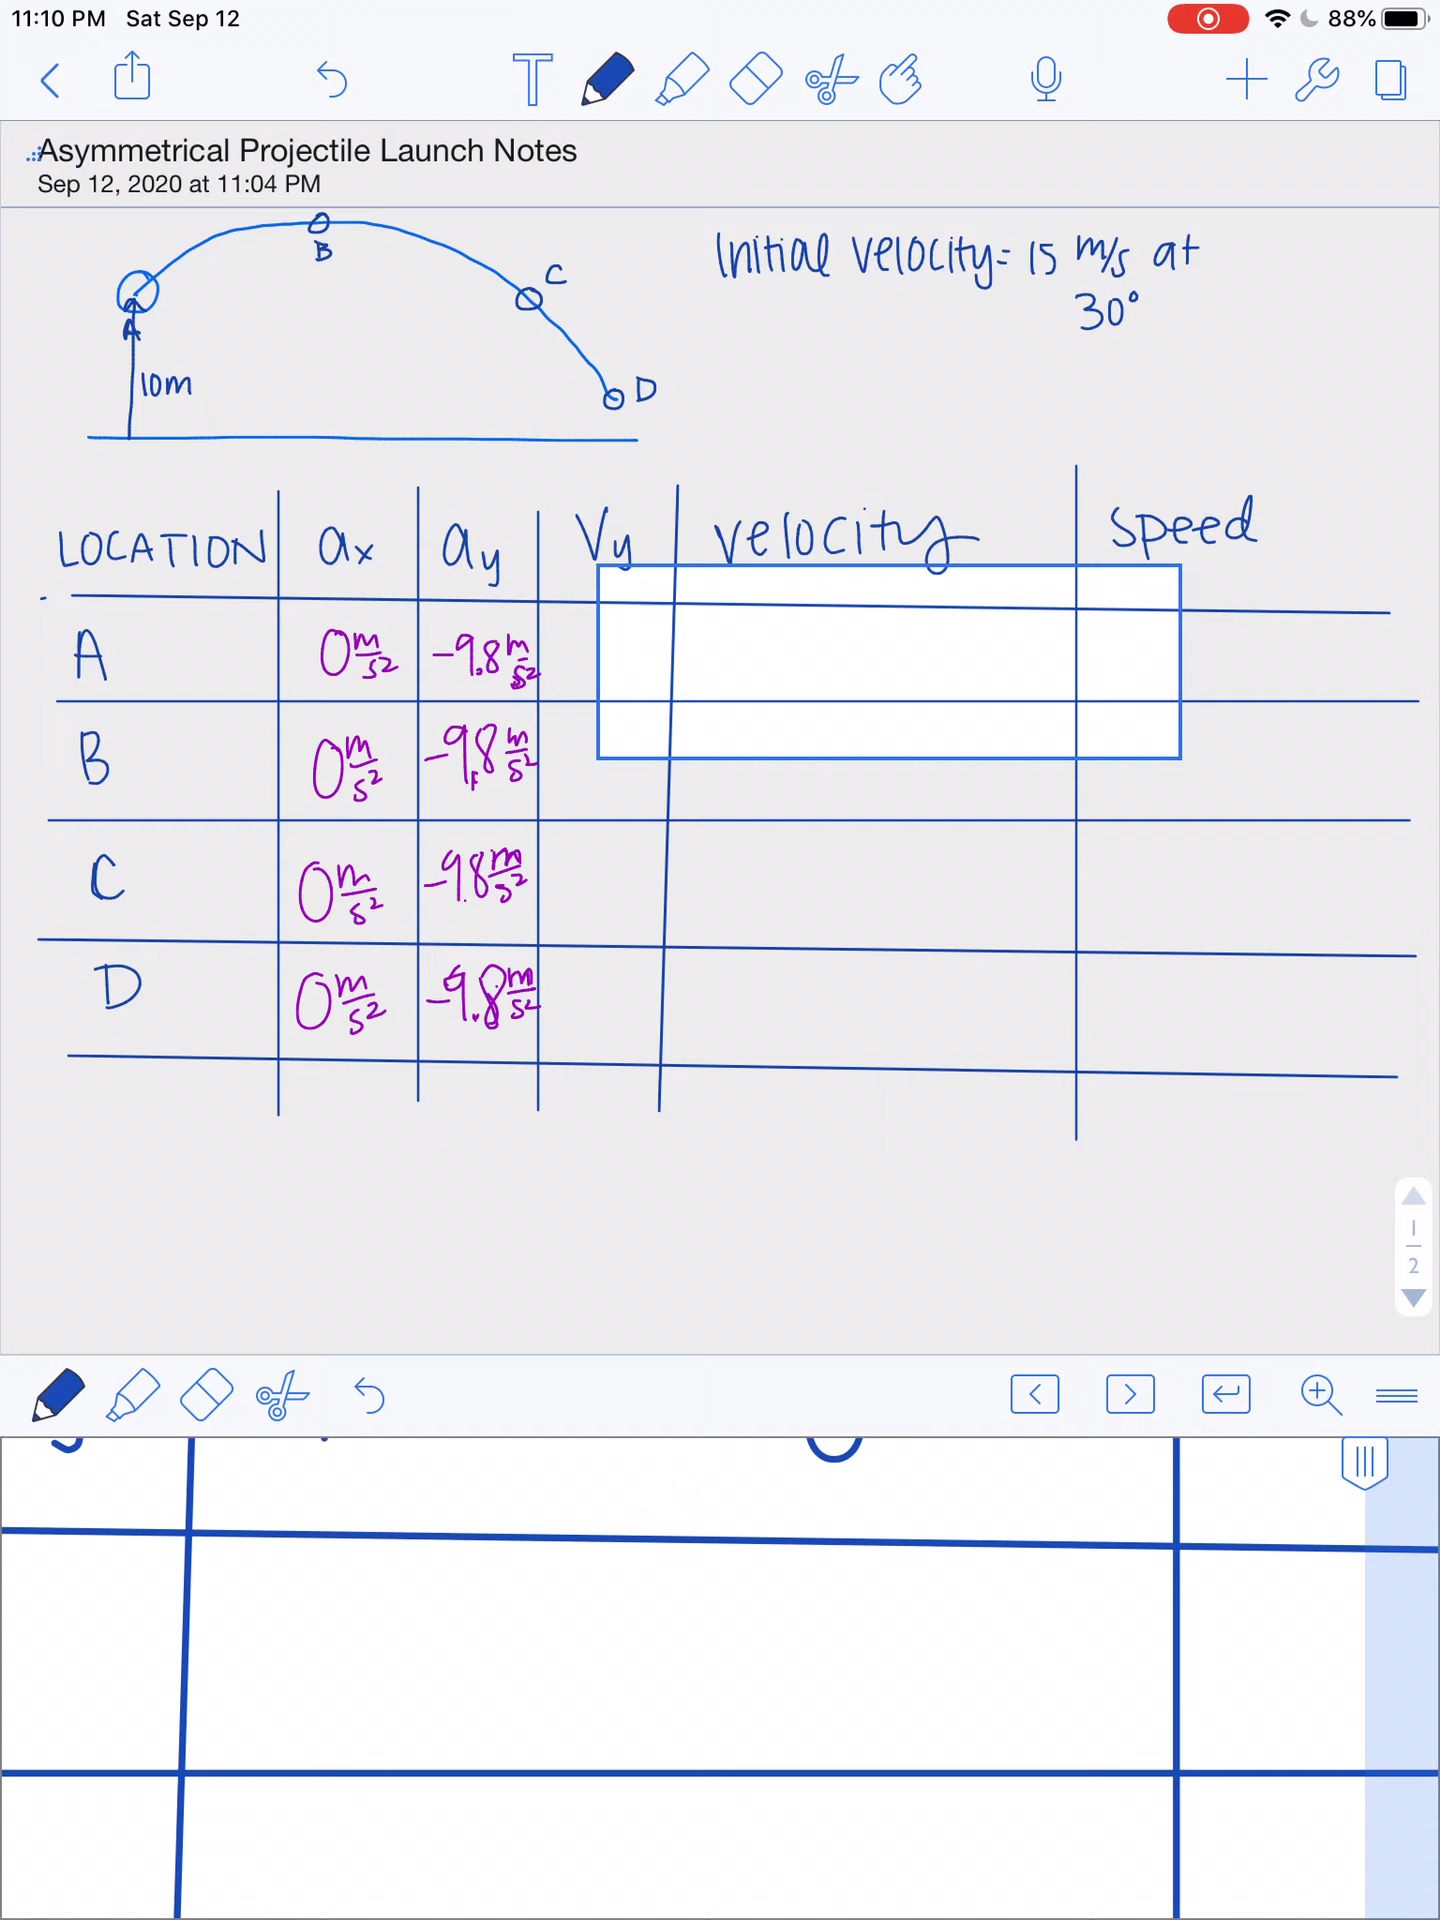 11:10 PM Sat Sep 12
88%
T
Asymmetrical Projectile Launch Notes
Sep 12, 2020 at 11:04 PM
B
A
C
D
10m
Initial velocity = 15 m/s at
30°
LOCATION ax ay Vy velocity speed
A 0 m/s² -9.8 m/s²
B 0 m/s² -9.8 m/s²
C 0 m/s² -9.8 m/s²
D 0 m/s² -9.8 m/s²
1
2